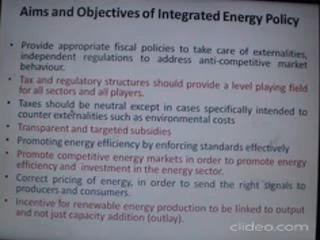 Aims and Objectives of Integrated Energy Policy
• Provide appropriate fiscal policies to take care of externalities,
independent regulations to address anti-competitive market
behaviour.
• Tax and regulatory structures should provide a level playing field
for all sectors and all players.
• Taxes should be neutral except in cases specifically intended to
counter externalities such as environmental costs
• Transparent and targeted subsidies
• Promoting energy efficiency by enforcing standards effectively
• Promote competitive energy markets in order to promote energy
efficiency and investment in the energy sector.
• Correct pricing of energy, in order to send the right signals to
producers and consumers.
• Incentive for renewable energy production to be linked to output
and not just capacity addition (outlay).
clideo.com